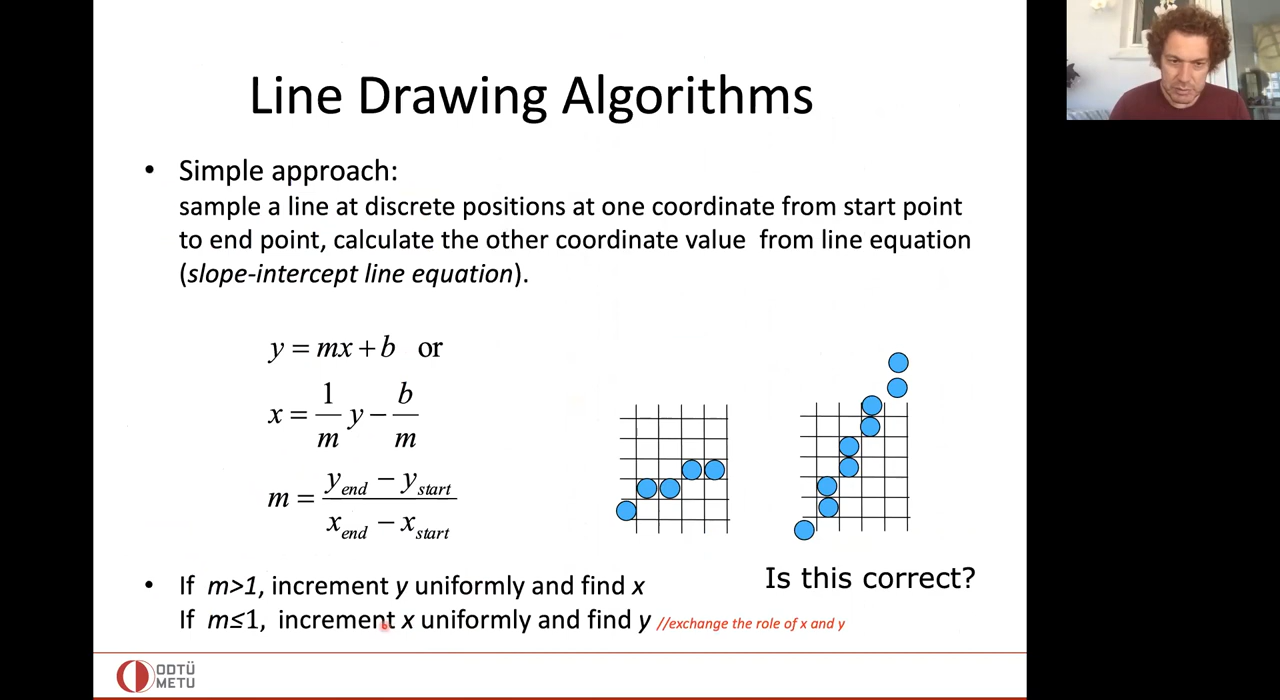 Line Drawing Algorithms
• Simple approach:
sample a line at discrete positions at one coordinate from start point
to end point, calculate the other coordinate value from line equation
(slope-intercept line equation).
y = mx + b or
x = 1/m y − b/m
m = (y_end − y_start)/(x_end − x_start)
Is this correct?
• If m>1, increment y uniformly and find x
If m≤1, increment x uniformly and find y //exchange the role of x and y
ODTÜ
METU